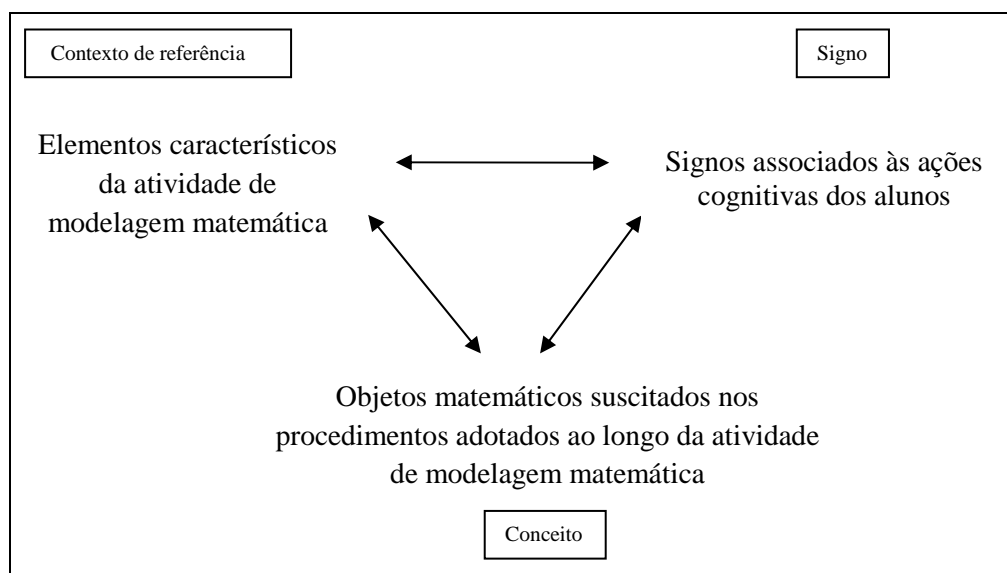 Contexto de referência
Signo
Elementos característicos
da atividade de
modelagem matemática
Signos associados às ações
cognitivas dos alunos
Objetos matemáticos suscitados nos
procedimentos adotados ao longo da atividade
de modelagem matemática
Conceito